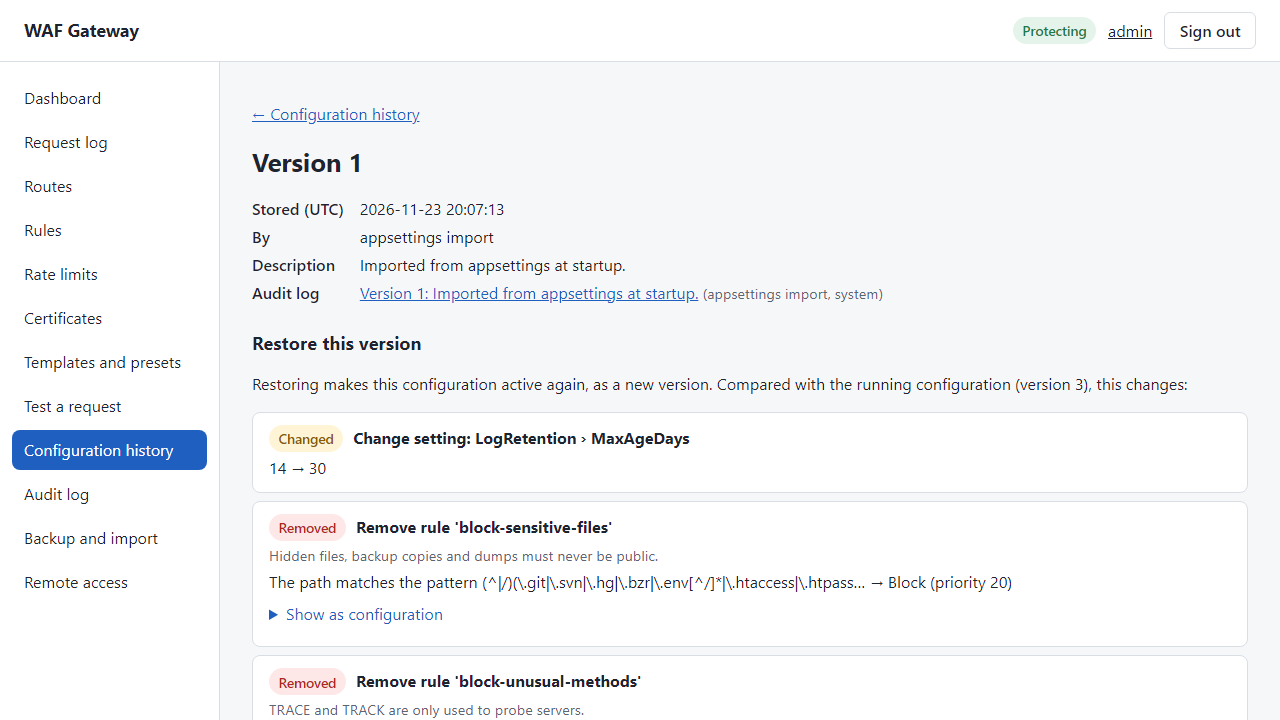 WAF Gateway
Protecting
admin
Sign out
Dashboard
Request log
Routes
Rules
Rate limits
Certificates
Templates and presets
Test a request
Configuration history
Audit log
Backup and import
Remote access
← Configuration history
Version 1
Stored (UTC) 2026-11-23 20:07:13
By appsettings import
Description Imported from appsettings at startup.
Audit log Version 1: Imported from appsettings at startup. (appsettings import, system)
Restore this version
Restoring makes this configuration active again, as a new version. Compared with the running configuration (version 3), this changes:
Changed Change setting: LogRetention › MaxAgeDays
14 → 30
Removed Remove rule 'block-sensitive-files'
Hidden files, backup copies and dumps must never be public.
The path matches the pattern (^|/)(\.git|\.svn|\.hg|\.bzr|\.env[^/]*|\.htaccess|\.htpass… → Block (priority 20)
▶ Show as configuration
Removed Remove rule 'block-unusual-methods'
TRACE and TRACK are only used to probe servers.